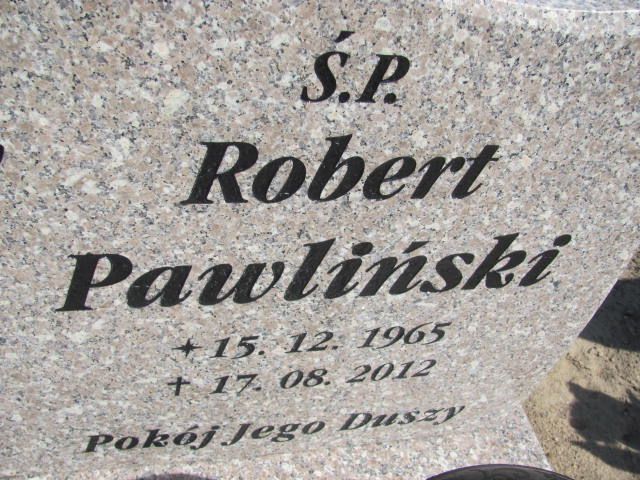 Ś.P.
Robert
Pawliński
* 15. 12. 1965
+ 17. 08. 2012
Pokój Jego Duszy